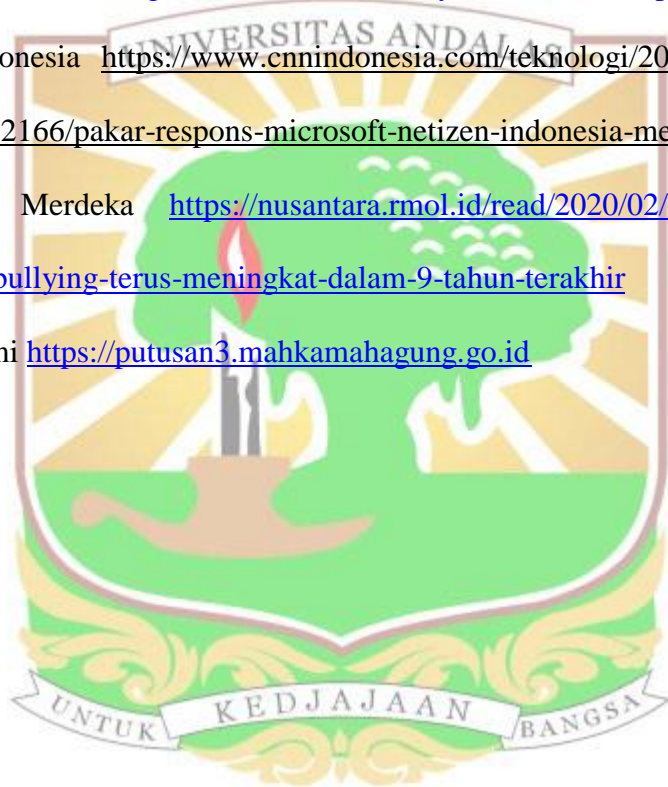 UNIVERSITAS ANDALAS
onesia https://www.cnnindonesia.com/teknologi/20
2166/pakar-respons-microsoft-netizen-indonesia-me
Merdeka https://nusantara.rmol.id/read/2020/02/
bullying-terus-meningkat-dalam-9-tahun-terakhir
ni https://putusan3.mahkamahagung.go.id
UNTUK KEDJAJAAN BANGSA